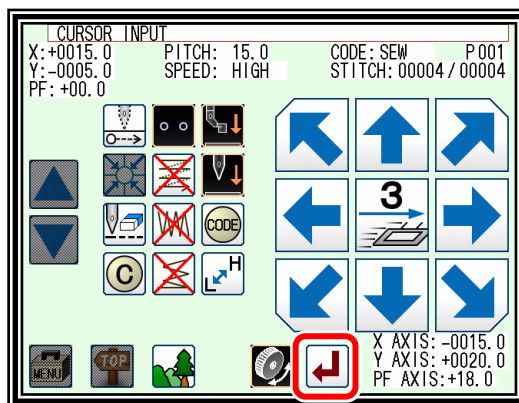 CURSOR INPUT
X:+0015.0 PITCH: 15.0 CODE: SEW P001
Y:-0005.0 SPEED: HIGH STITCH: 00004/00004
PF: +00.0
3
CODE
C
H
L
MENU
TOP
X AXIS: -0015.0
Y AXIS: +0020.0
PF AXIS: +18.0